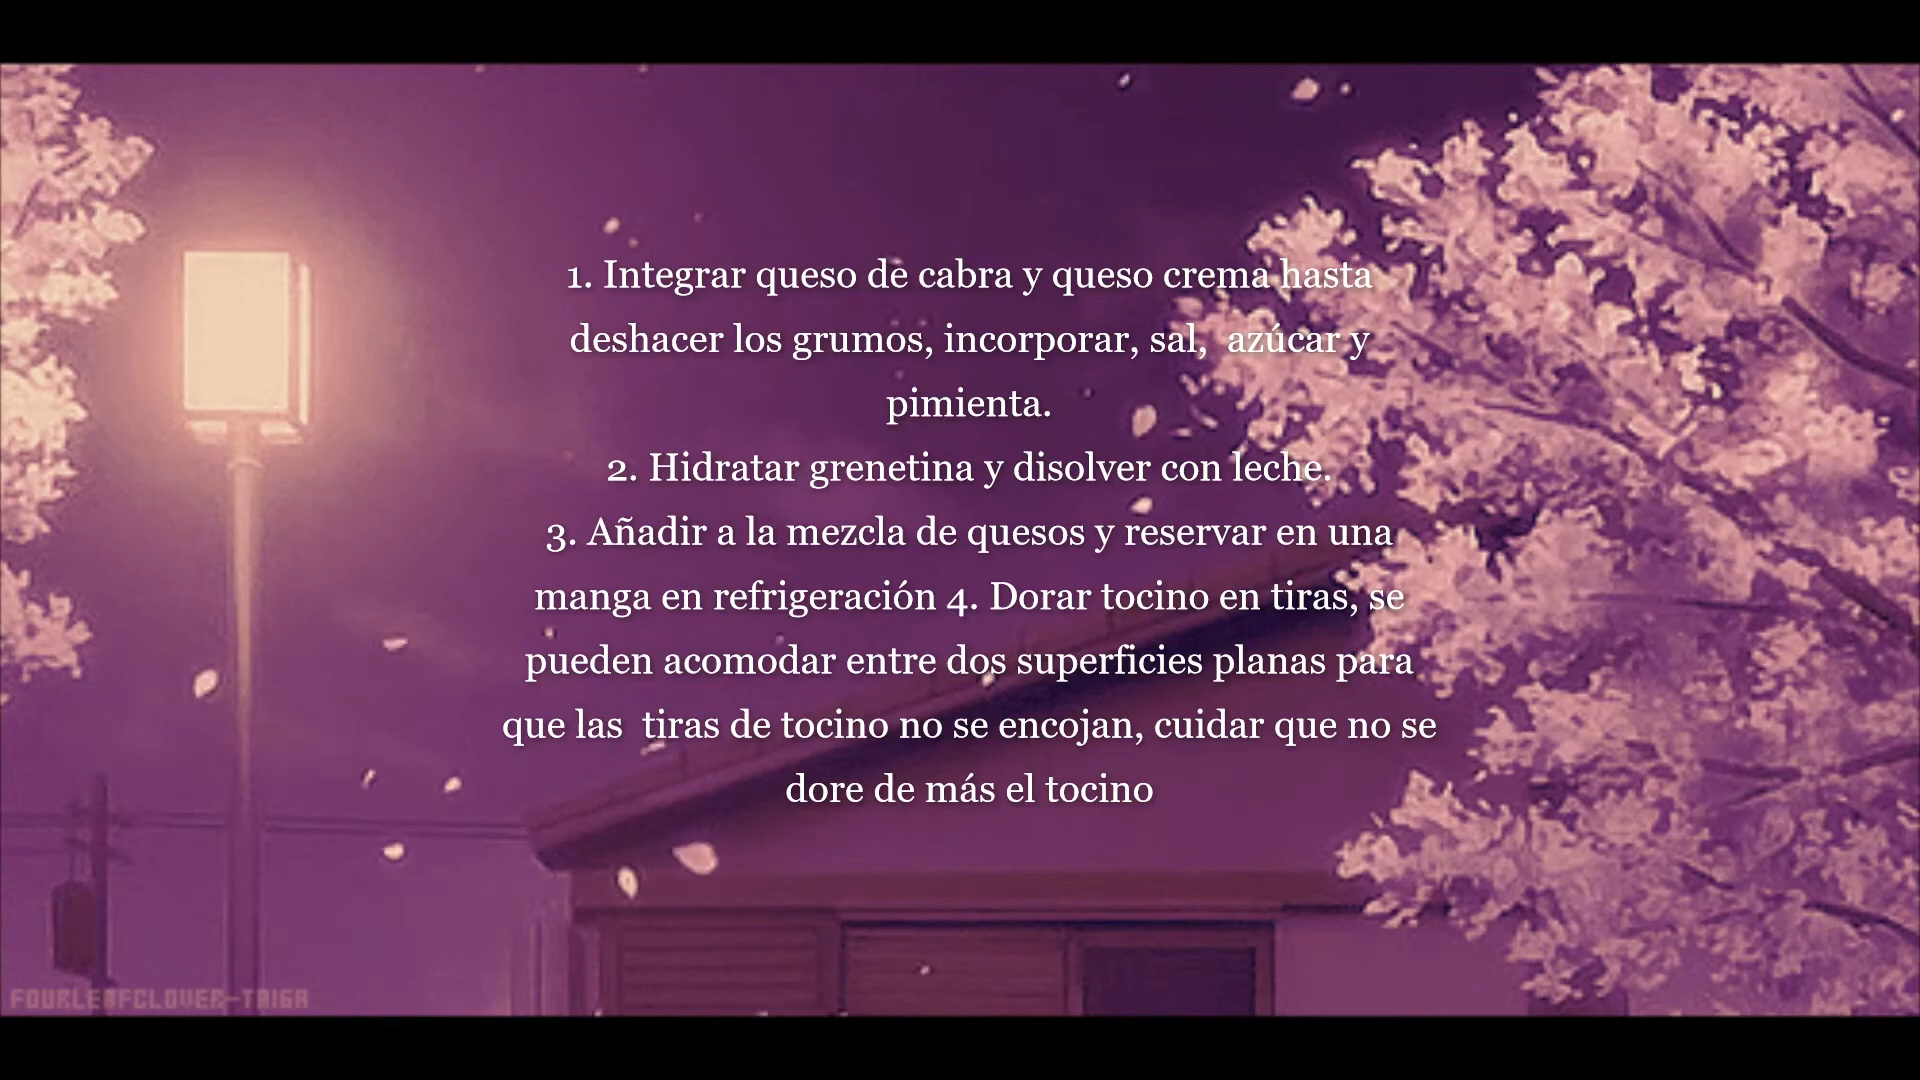 1. Integrar queso de cabra y queso crema hasta
deshacer los grumos, incorporar, sal,  azúcar y
pimienta.
2. Hidratar grenetina y disolver con leche.
3. Añadir a la mezcla de quesos y reservar en una
manga en refrigeración 4. Dorar tocino en tiras, se
pueden acomodar entre dos superficies planas para
que las  tiras de tocino no se encojan, cuidar que no se
dore de más el tocino
FOURLEAFCLOVER-TAIGA